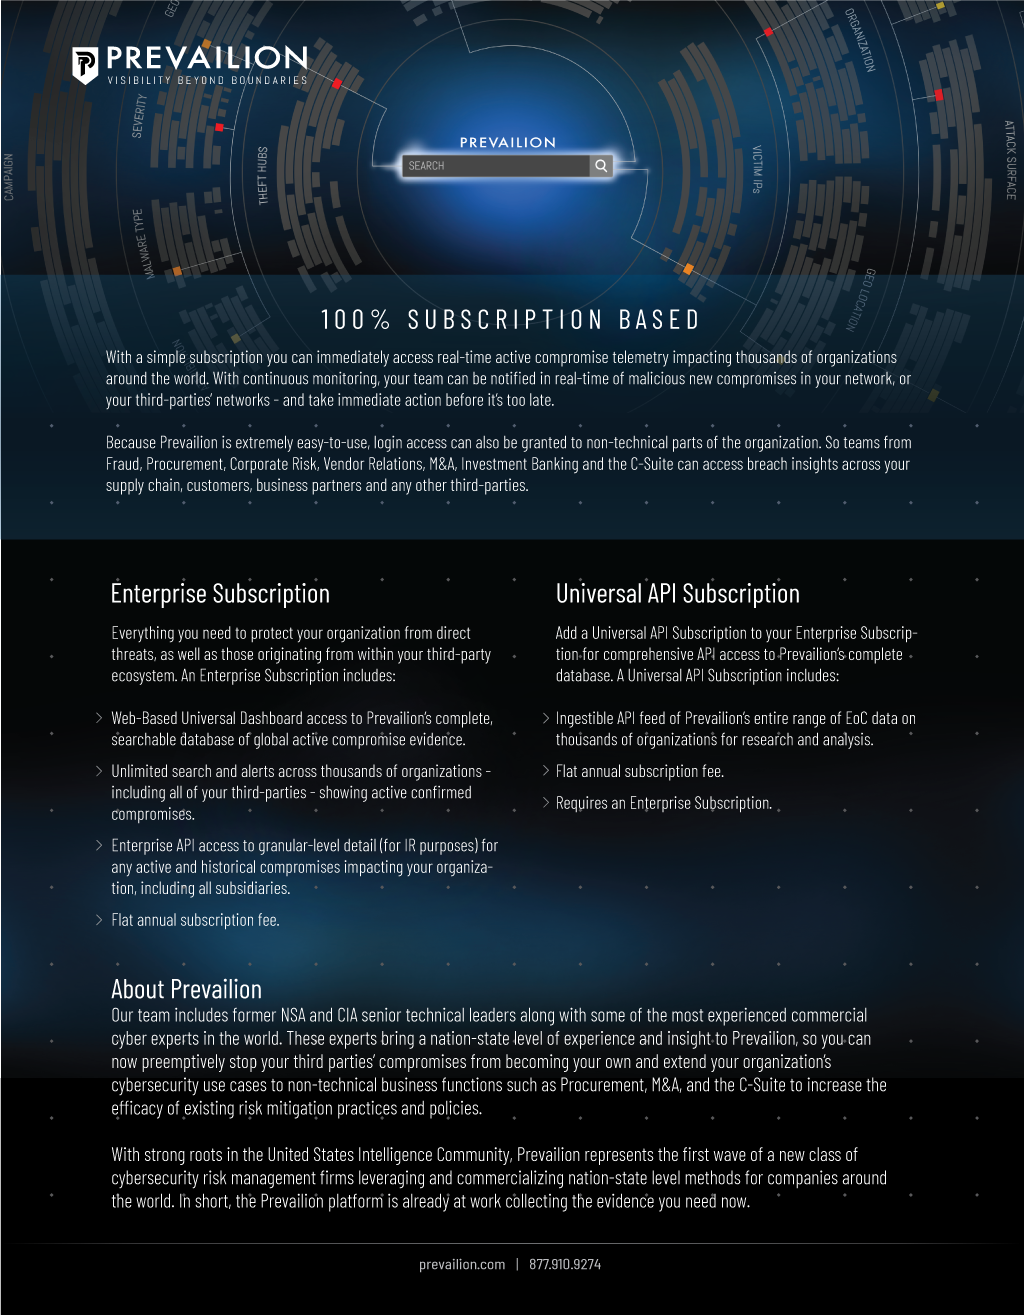 GEO
PREVAILION
VISIBILITY BEYOND BOUNDARIES
ORGANIZATION
SEVERITY
CAMPAIGN
THEFT HUBS
MALWARE TYPE
PREVAILION
SEARCH
VICTIM IPs
ATTACK SURFACE
GEO LOCATION
100% SUBSCRIPTION BASED
With a simple subscription you can immediately access real-time active compromise telemetry impacting thousands of organizations
around the world. With continuous monitoring, your team can be notified in real-time of malicious new compromises in your network, or
your third-parties’ networks - and take immediate action before it’s too late.
Because Prevailion is extremely easy-to-use, login access can also be granted to non-technical parts of the organization. So teams from
Fraud, Procurement, Corporate Risk, Vendor Relations, M&A, Investment Banking and the C-Suite can access breach insights across your
supply chain, customers, business partners and any other third-parties.
Enterprise Subscription
Everything you need to protect your organization from direct
threats, as well as those originating from within your third-party
ecosystem. An Enterprise Subscription includes:
> Web-Based Universal Dashboard access to Prevailion’s complete,
searchable database of global active compromise evidence.
> Unlimited search and alerts across thousands of organizations -
including all of your third-parties - showing active confirmed
compromises.
> Enterprise API access to granular-level detail (for IR purposes) for
any active and historical compromises impacting your organiza-
tion, including all subsidiaries.
> Flat annual subscription fee.
Universal API Subscription
Add a Universal API Subscription to your Enterprise Subscrip-
tion for comprehensive API access to Prevailion’s complete
database. A Universal API Subscription includes:
> Ingestible API feed of Prevailion’s entire range of EoC data on
thousands of organizations for research and analysis.
> Flat annual subscription fee.
> Requires an Enterprise Subscription.
About Prevailion
Our team includes former NSA and CIA senior technical leaders along with some of the most experienced commercial
cyber experts in the world. These experts bring a nation-state level of experience and insight to Prevailion, so you can
now preemptively stop your third parties’ compromises from becoming your own and extend your organization’s
cybersecurity use cases to non-technical business functions such as Procurement, M&A, and the C-Suite to increase the
efficacy of existing risk mitigation practices and policies.
With strong roots in the United States Intelligence Community, Prevailion represents the first wave of a new class of
cybersecurity risk management firms leveraging and commercializing nation-state level methods for companies around
the world. In short, the Prevailion platform is already at work collecting the evidence you need now.
prevailion.com | 877.910.9274